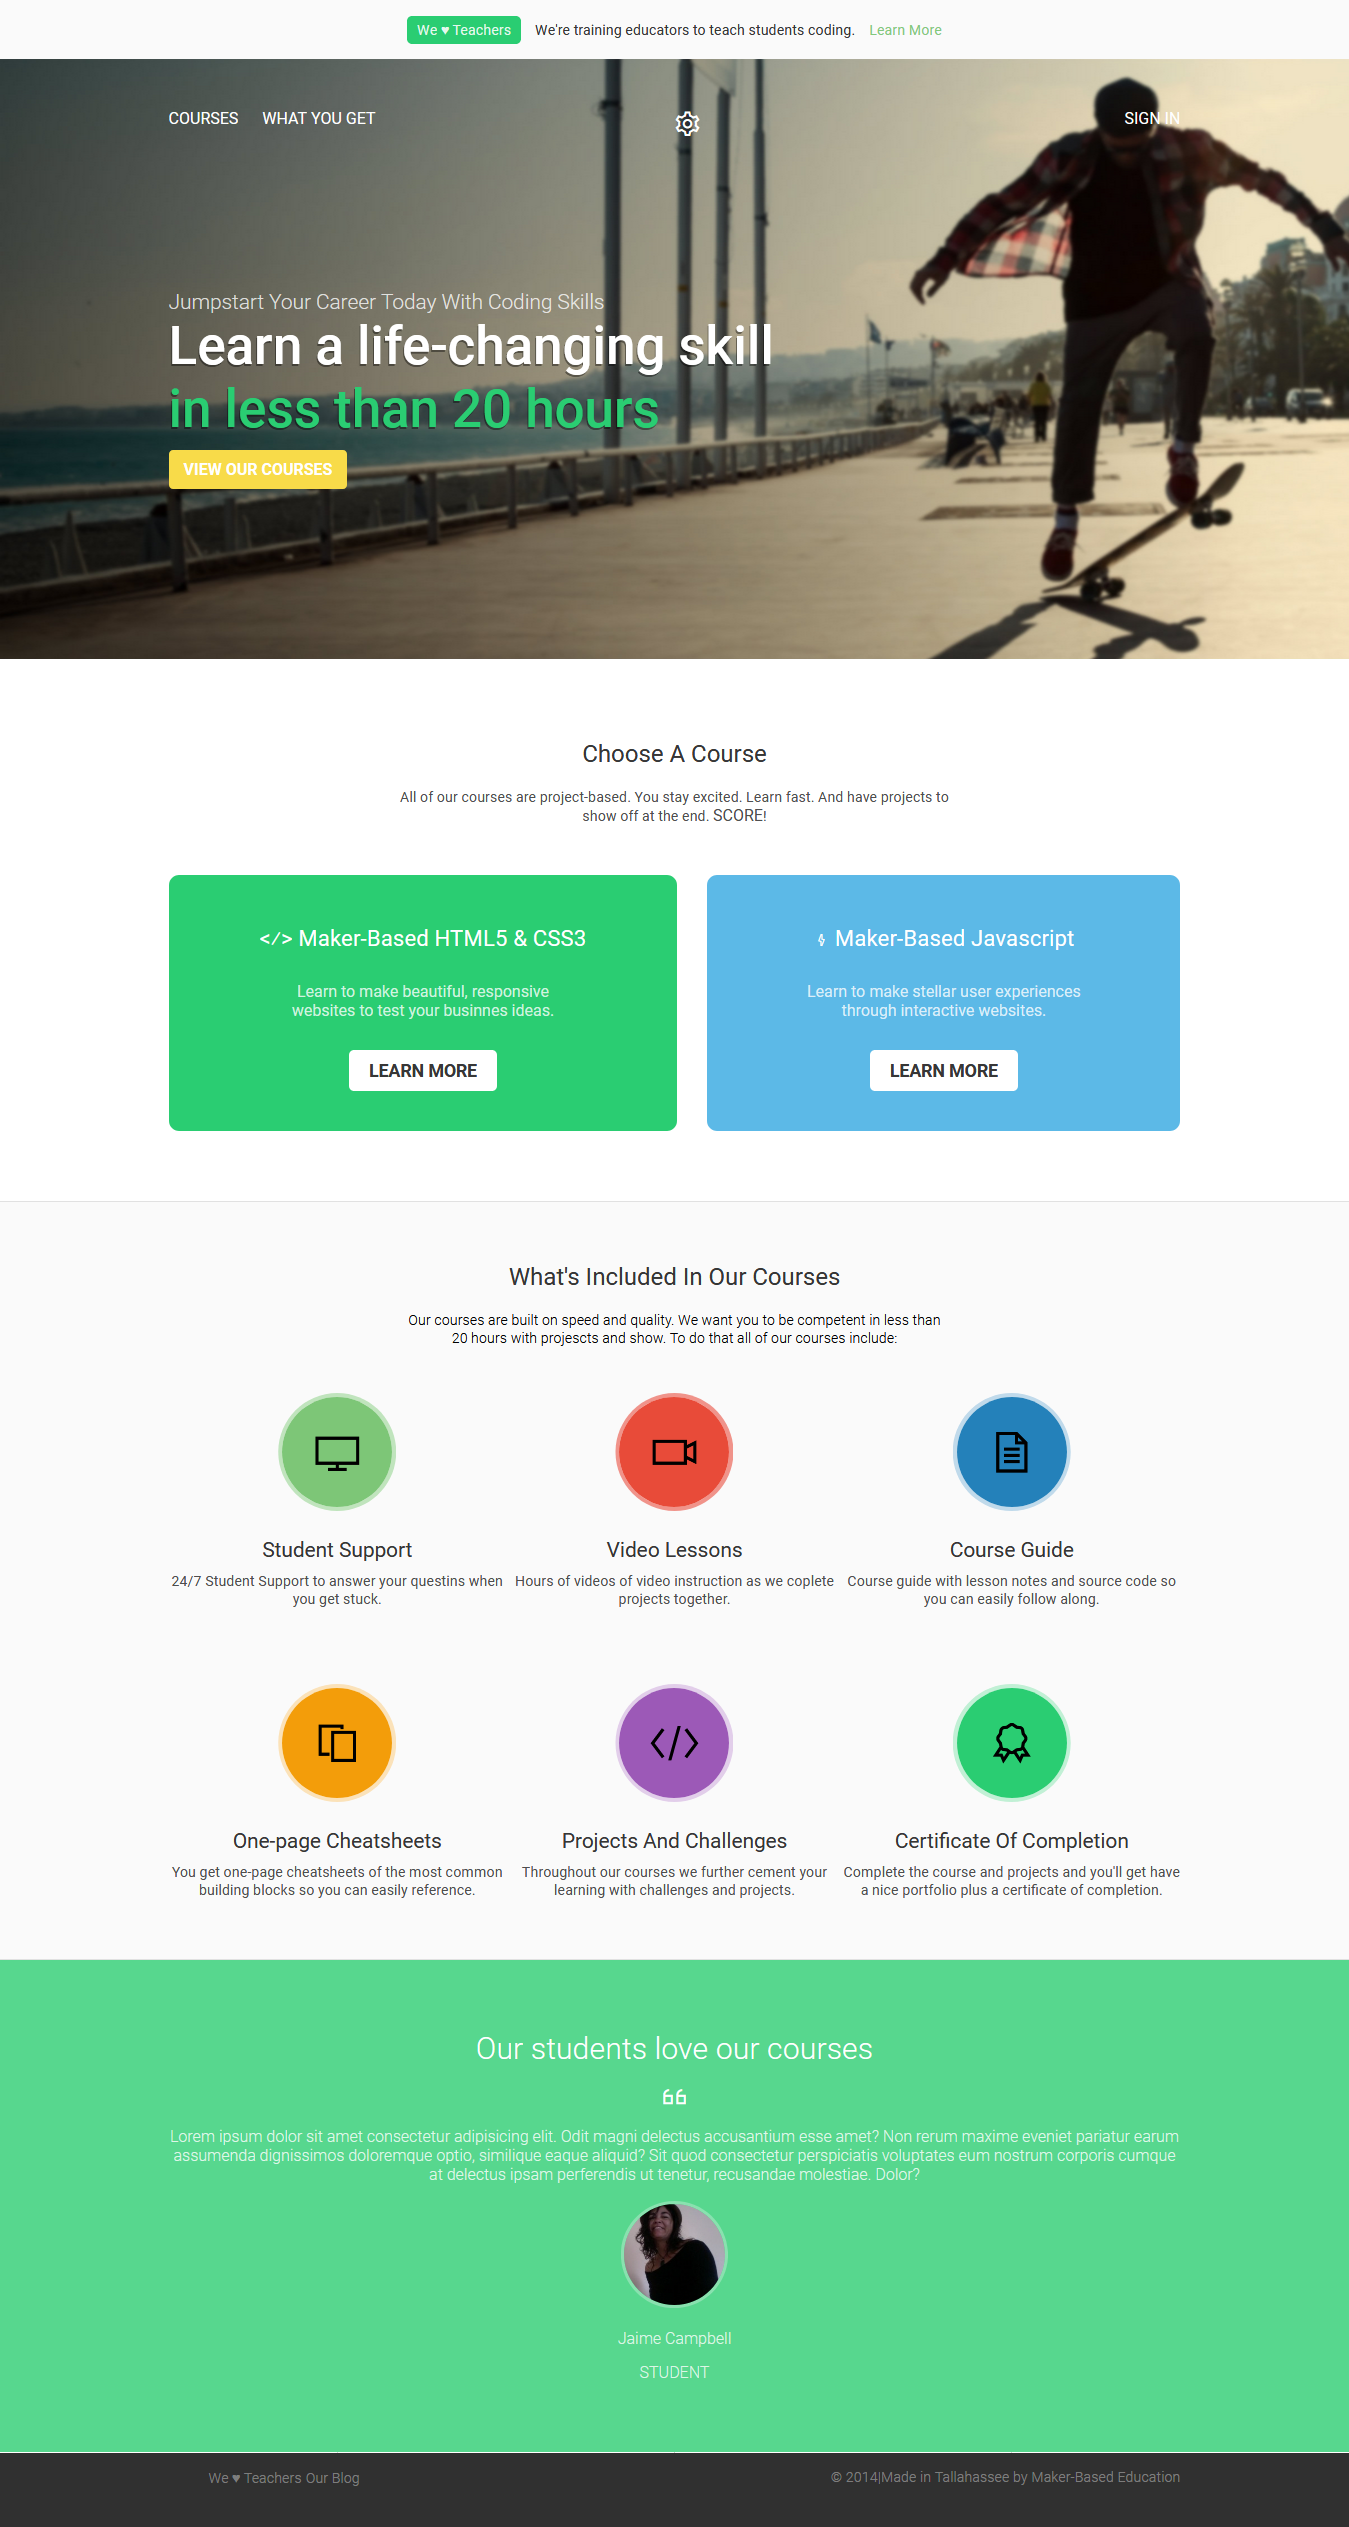 We ♥ Teachers We're training educators to teach students coding. Learn More
COURSES WHAT YOU GET SIGN IN
Jumpstart Your Career Today With Coding Skills
Learn a life-changing skill
in less than 20 hours
VIEW OUR COURSES
Choose A Course
All of our courses are project-based. You stay excited. Learn fast. And have projects to
show off at the end. SCORE!
</> Maker-Based HTML5 & CSS3
Learn to make beautiful, responsive
websites to test your businnes ideas.
LEARN MORE
Maker-Based Javascript
Learn to make stellar user experiences
through interactive websites.
LEARN MORE
What's Included In Our Courses
Our courses are built on speed and quality. We want you to be competent in less than
20 hours with projescts and show. To do that all of our courses include:
Student Support
24/7 Student Support to answer your questins when
you get stuck.
Video Lessons
Hours of videos of video instruction as we coplete
projects together.
Course Guide
Course guide with lesson notes and source code so
you can easily follow along.
One-page Cheatsheets
You get one-page cheatsheets of the most common
building blocks so you can easily reference.
Projects And Challenges
Throughout our courses we further cement your
learning with challenges and projects.
Certificate Of Completion
Complete the course and projects and you'll get have
a nice portfolio plus a certificate of completion.
Our students love our courses
Lorem ipsum dolor sit amet consectetur adipisicing elit. Odit magni delectus accusantium esse amet? Non rerum maxime eveniet pariatur earum
assumenda dignissimos doloremque optio, similique eaque aliquid? Sit quod consectetur perspiciatis voluptates eum nostrum corporis cumque
at delectus ipsam perferendis ut tenetur, recusandae molestiae. Dolor?
Jaime Campbell
STUDENT
We ♥ Teachers Our Blog
© 2014|Made in Tallahassee by Maker-Based Education